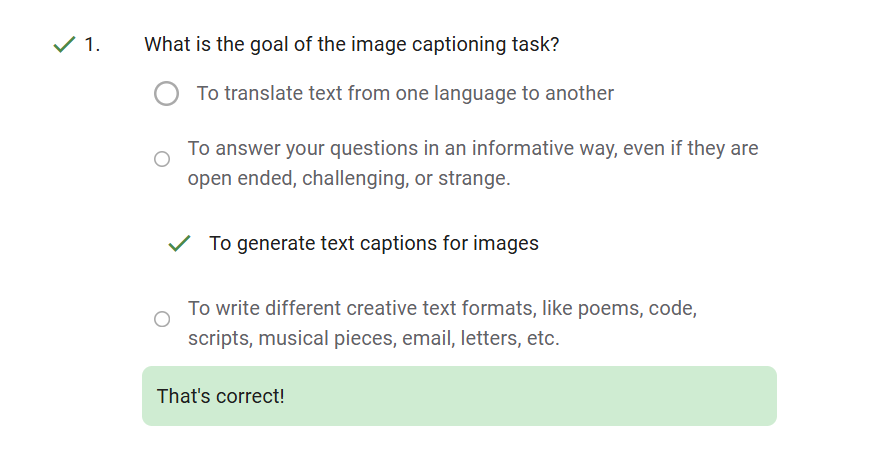 1. What is the goal of the image captioning task?
To translate text from one language to another
To answer your questions in an informative way, even if they are
open ended, challenging, or strange.
To generate text captions for images
To write different creative text formats, like poems, code,
scripts, musical pieces, email, letters, etc.
That's correct!